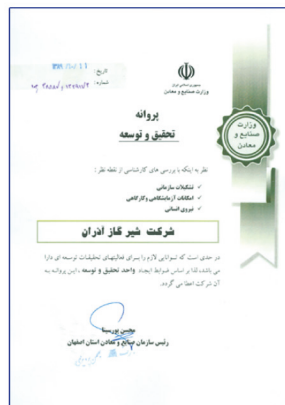 جمهوری اسلامی ایران
وزارت صنایع و معادن
تاریخ:
شماره:
پروانه
تحقیق و توسعه
وزارت
صنایع و
معادن
نظر به اینکه با بررسی های کارشناسی از نقطه نظر :
✓ تشکیلات سازمانی
✓ امکانات آزمایشگاهی وکارگاهی
✓ نیروی انسانی
شرکت شیر گاز آذران
در حدی است که توانایی لازم را برای فعالیتهای تحقیقات توسعه ای دارا
می باشد، لذا بر اساس ضوابط ایجاد واحد تحقیق و توسعه ، این پروانه به
آن شرکت اعطا می گردد.
محسن پورسینا
رئیس سازمان صنایع و معادن استان اصفهان